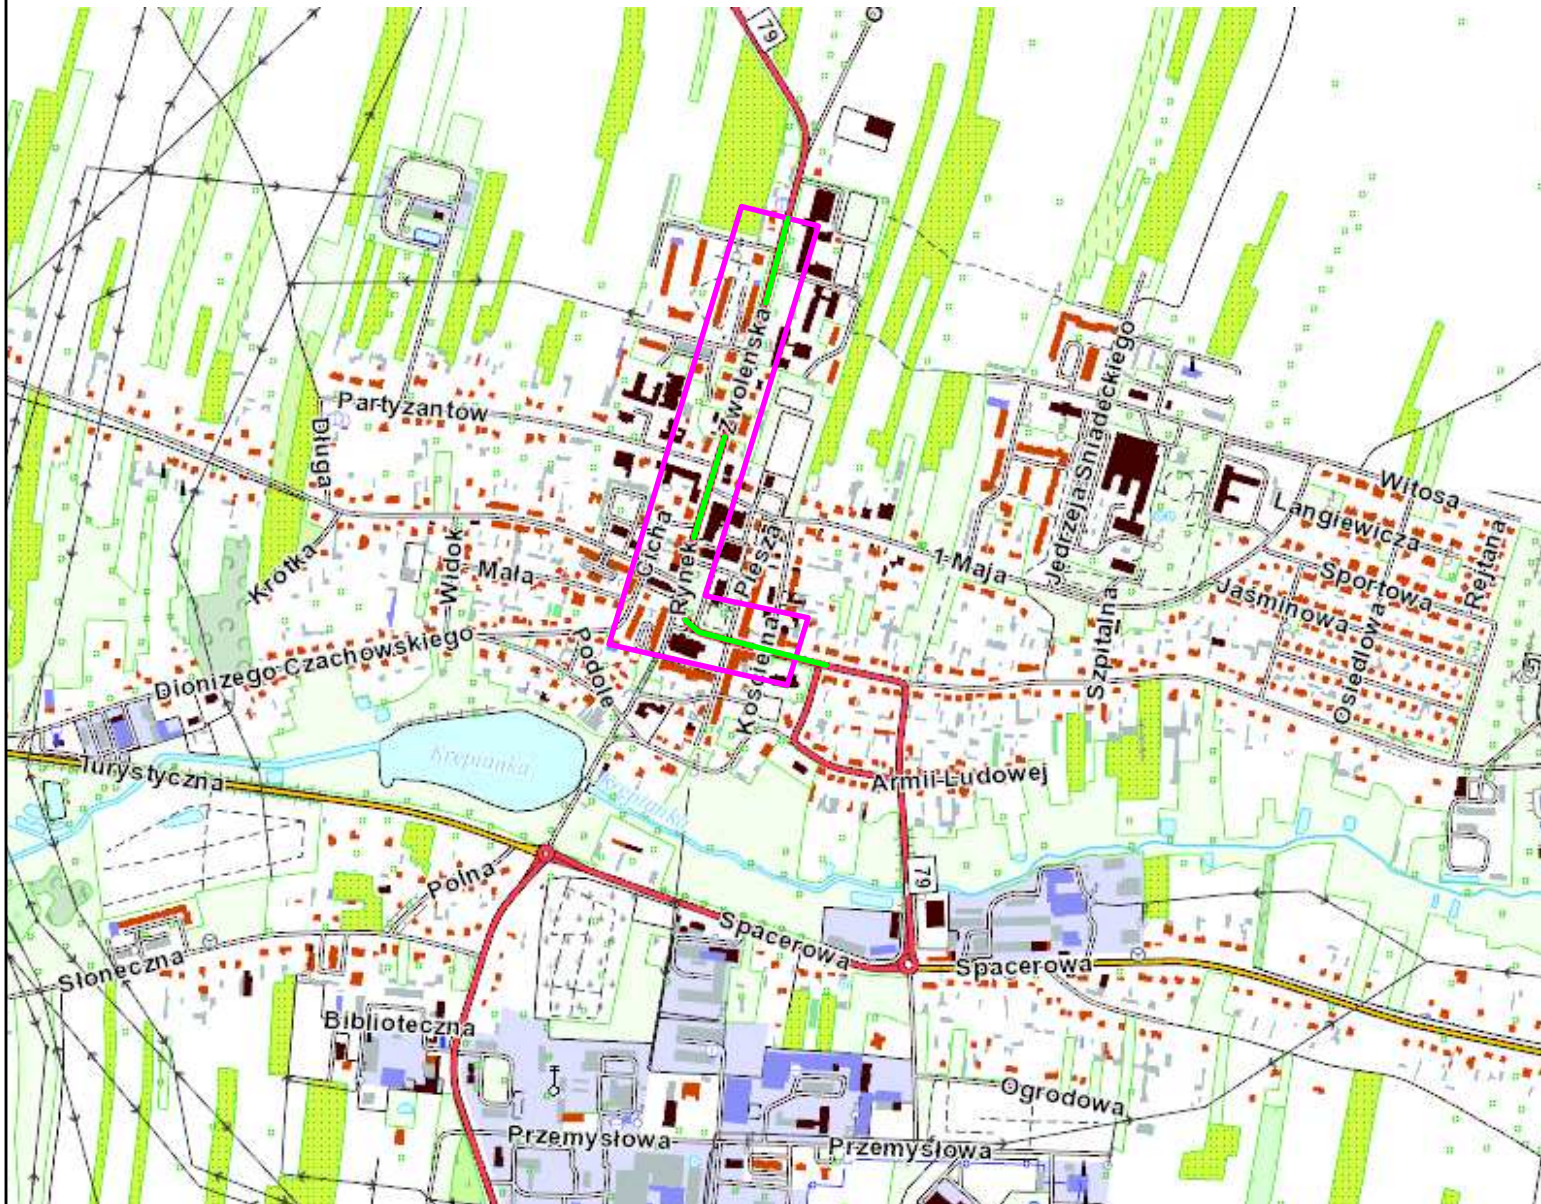 79
Zwoleńska
Partyzantów
Długa
Jędrzeja Śniadeckiego
Witosa
Langiewicza
Cicha
Rynek
Piesza
1 Maja
Krótka
Widok
Mała
Sportowa
Rejtana
Jaśminowa
Osiedlowa
Szpitalna
Kościelna
Podole
Dionizego Czachowskiego
Krępianka
Krępianka
Turystyczna
Armii Ludowej
Polna
79
Spacerowa
Spacerowa
Słoneczna
Biblioteczna
Ogrodowa
Przemysłowa
Przemysłowa